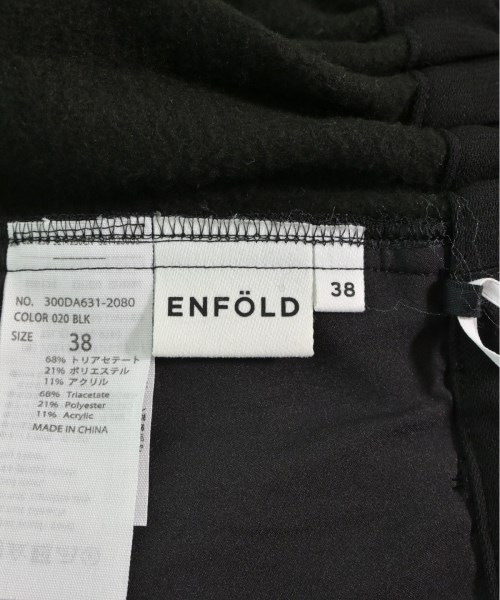 NO. 300DA631-2080
COLOR 020 BLK
SIZE 38
68% トリアセテート
21% ポリエステル
11% アクリル
68% Triacetate
21% Polyester
11% Acrylic
MADE IN CHINA
ENFÖLD
38